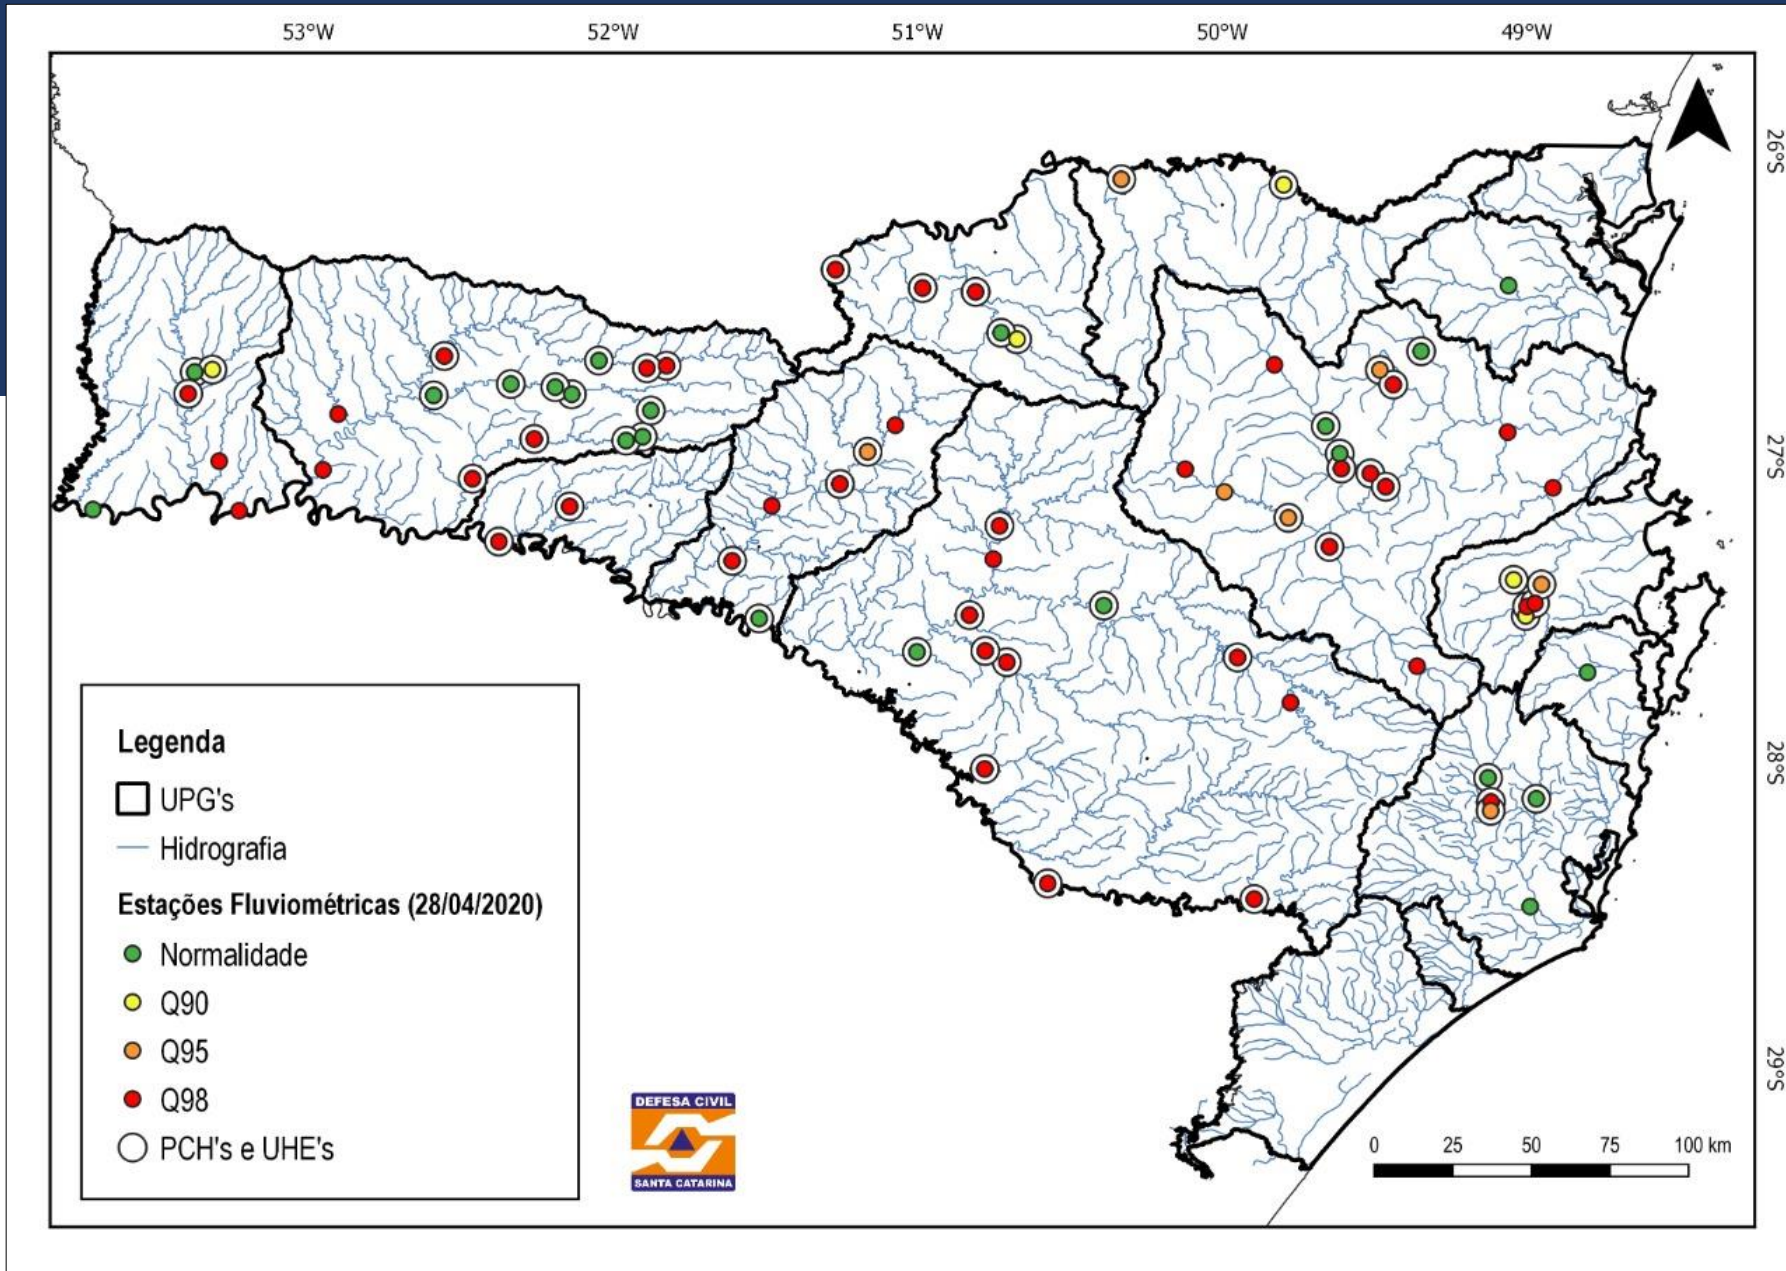 53°W 52°W 51°W 50°W 49°W
26°S
27°S
28°S
29°S
Legenda
UPG's
Hidrografia
Estações Fluviométricas (28/04/2020)
Normalidade
Q90
Q95
Q98
PCH's e UHE's
DEFESA CIVIL
SANTA CATARINA
0 25 50 75 100 km